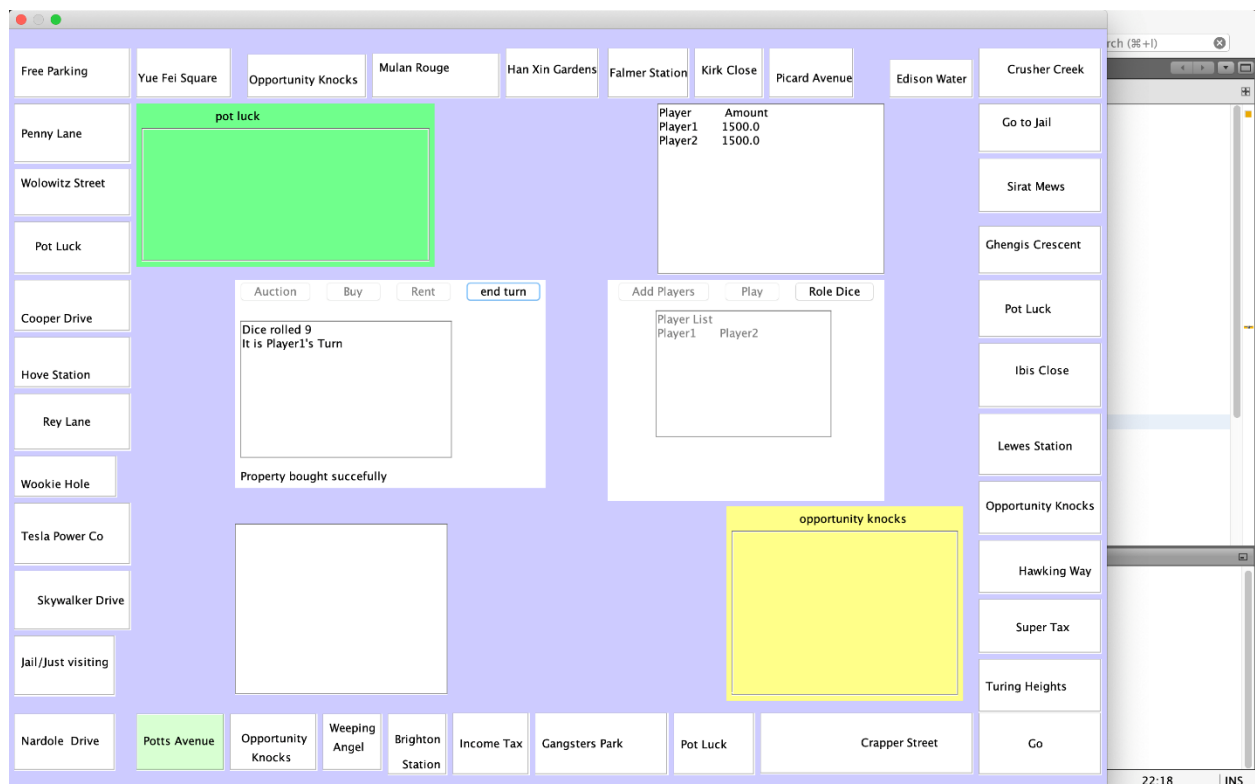 rch (⌘+I)
Free Parking
Yue Fei Square
Opportunity Knocks
Mulan Rouge
Han Xin Gardens
Falmer Station
Kirk Close
Picard Avenue
Edison Water
Crusher Creek
Penny Lane
Wolowitz Street
Pot Luck
Cooper Drive
Hove Station
Rey Lane
Wookie Hole
Tesla Power Co
Skywalker Drive
Jail/Just visiting
pot luck
Player Amount
Player1 1500.0
Player2 1500.0
Auction Buy Rent end turn
Dice rolled 9
It is Player1's Turn
Property bought succefully
Add Players Play Role Dice
Player List
Player1 Player2
opportunity knocks
Go to Jail
Sirat Mews
Ghengis Crescent
Pot Luck
Ibis Close
Lewes Station
Opportunity Knocks
Hawking Way
Super Tax
Turing Heights
Nardole Drive
Potts Avenue
Opportunity
Knocks
Weeping
Angel
Brighton
Station
Income Tax
Gangsters Park
Pot Luck
Crapper Street
Go
22:18 INS